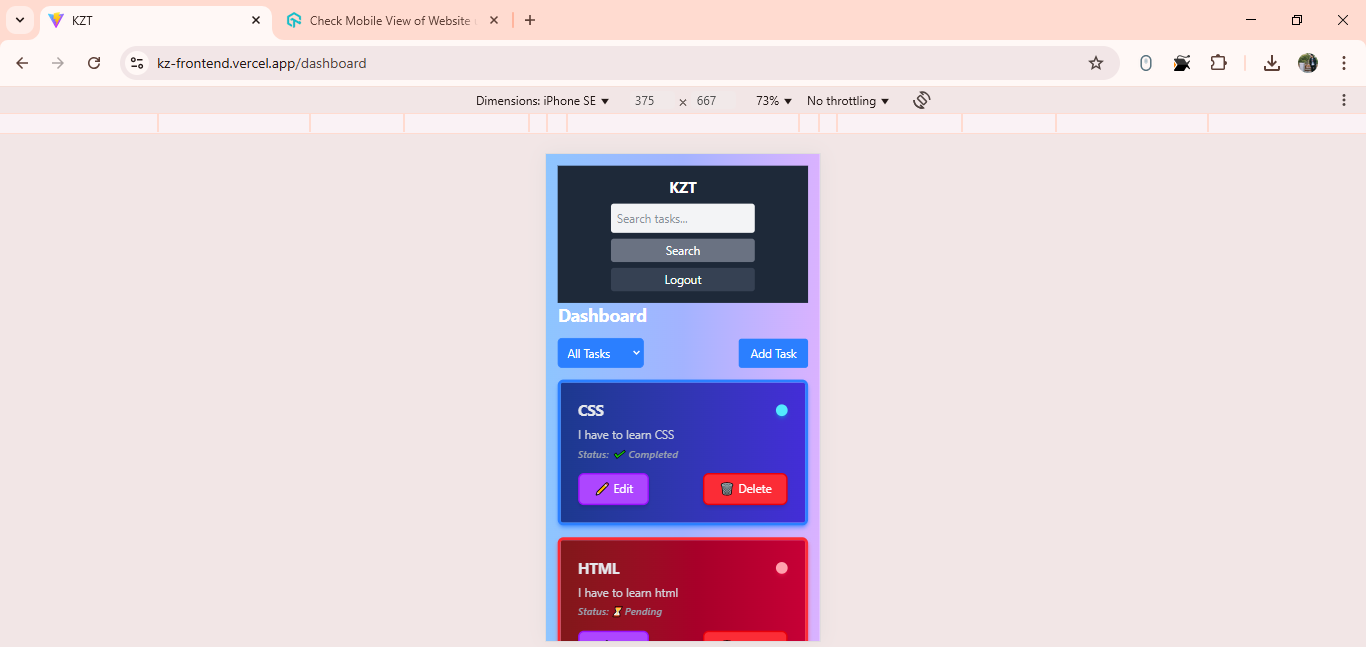 KZT
Check Mobile View of Website
kz-frontend.vercel.app/dashboard
Dimensions: iPhone SE 375 × 667 73% No throttling
KZT
Search tasks...
Search
Logout
Dashboard
All Tasks
Add Task
CSS
I have to learn CSS
Status: ✔ Completed
✏️ Edit
🗑️ Delete
HTML
I have to learn html
Status: ⏳ Pending